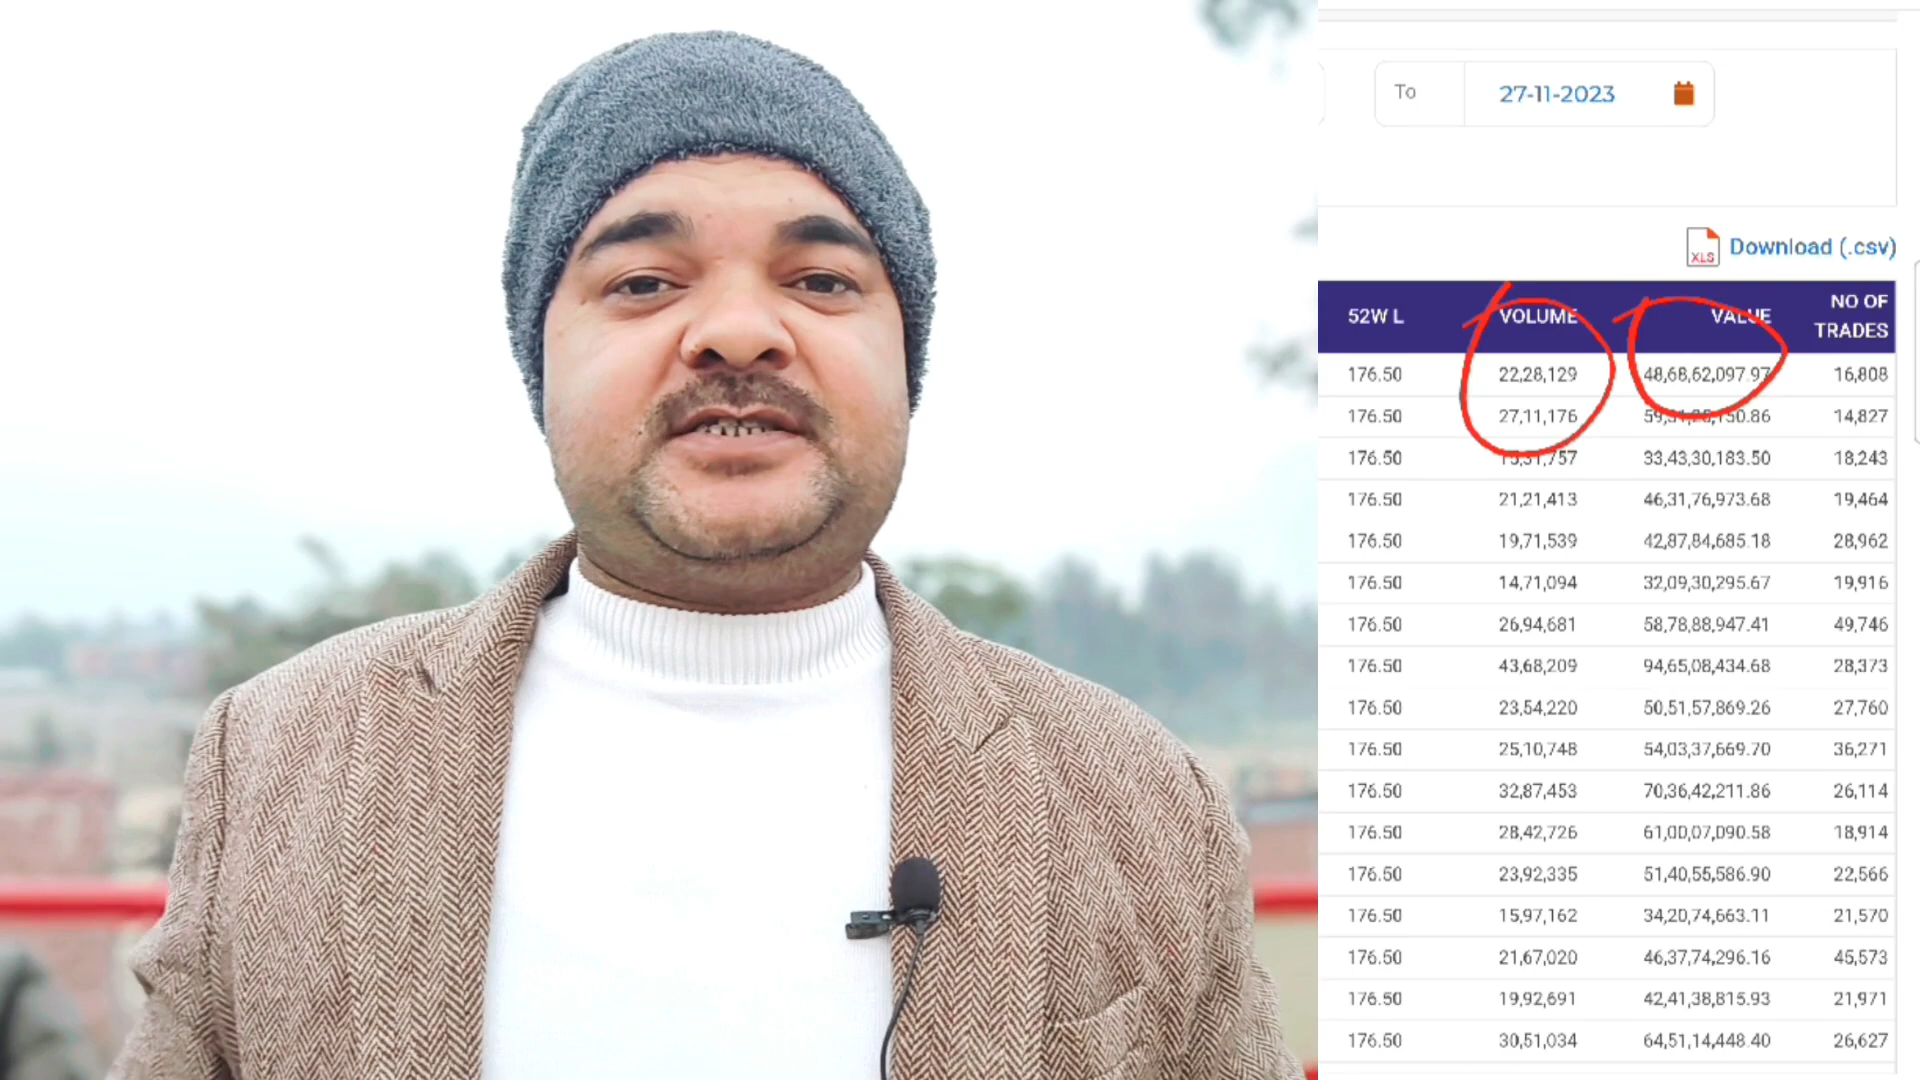 To 27-11-2023
XLS Download (.csv)
52W L VOLUME VALUE NO OF TRADES
176.50 22,28,129 48,68,62,097.97 16,808
176.50 27,11,176 14,827
176.50 15,31,757 33,43,30,183.50 18,243
176.50 21,21,413 46,31,76,973.68 19,464
176.50 19,71,539 42,87,84,685.18 28,962
176.50 14,71,094 32,09,30,295.67 19,916
176.50 26,94,681 58,78,88,947.41 49,746
176.50 43,68,209 94,65,08,434.68 28,373
176.50 23,54,220 50,51,57,869.26 27,760
176.50 25,10,748 54,03,37,669.70 36,271
176.50 32,87,453 70,36,42,211.86 26,114
176.50 28,42,726 61,00,07,090.58 18,914
176.50 23,92,335 51,40,55,586.90 22,566
176.50 15,97,162 34,20,74,663.11 21,570
176.50 21,67,020 46,37,74,296.16 45,573
176.50 19,92,691 42,41,38,815.93 21,971
176.50 30,51,034 64,51,14,448.40 26,627